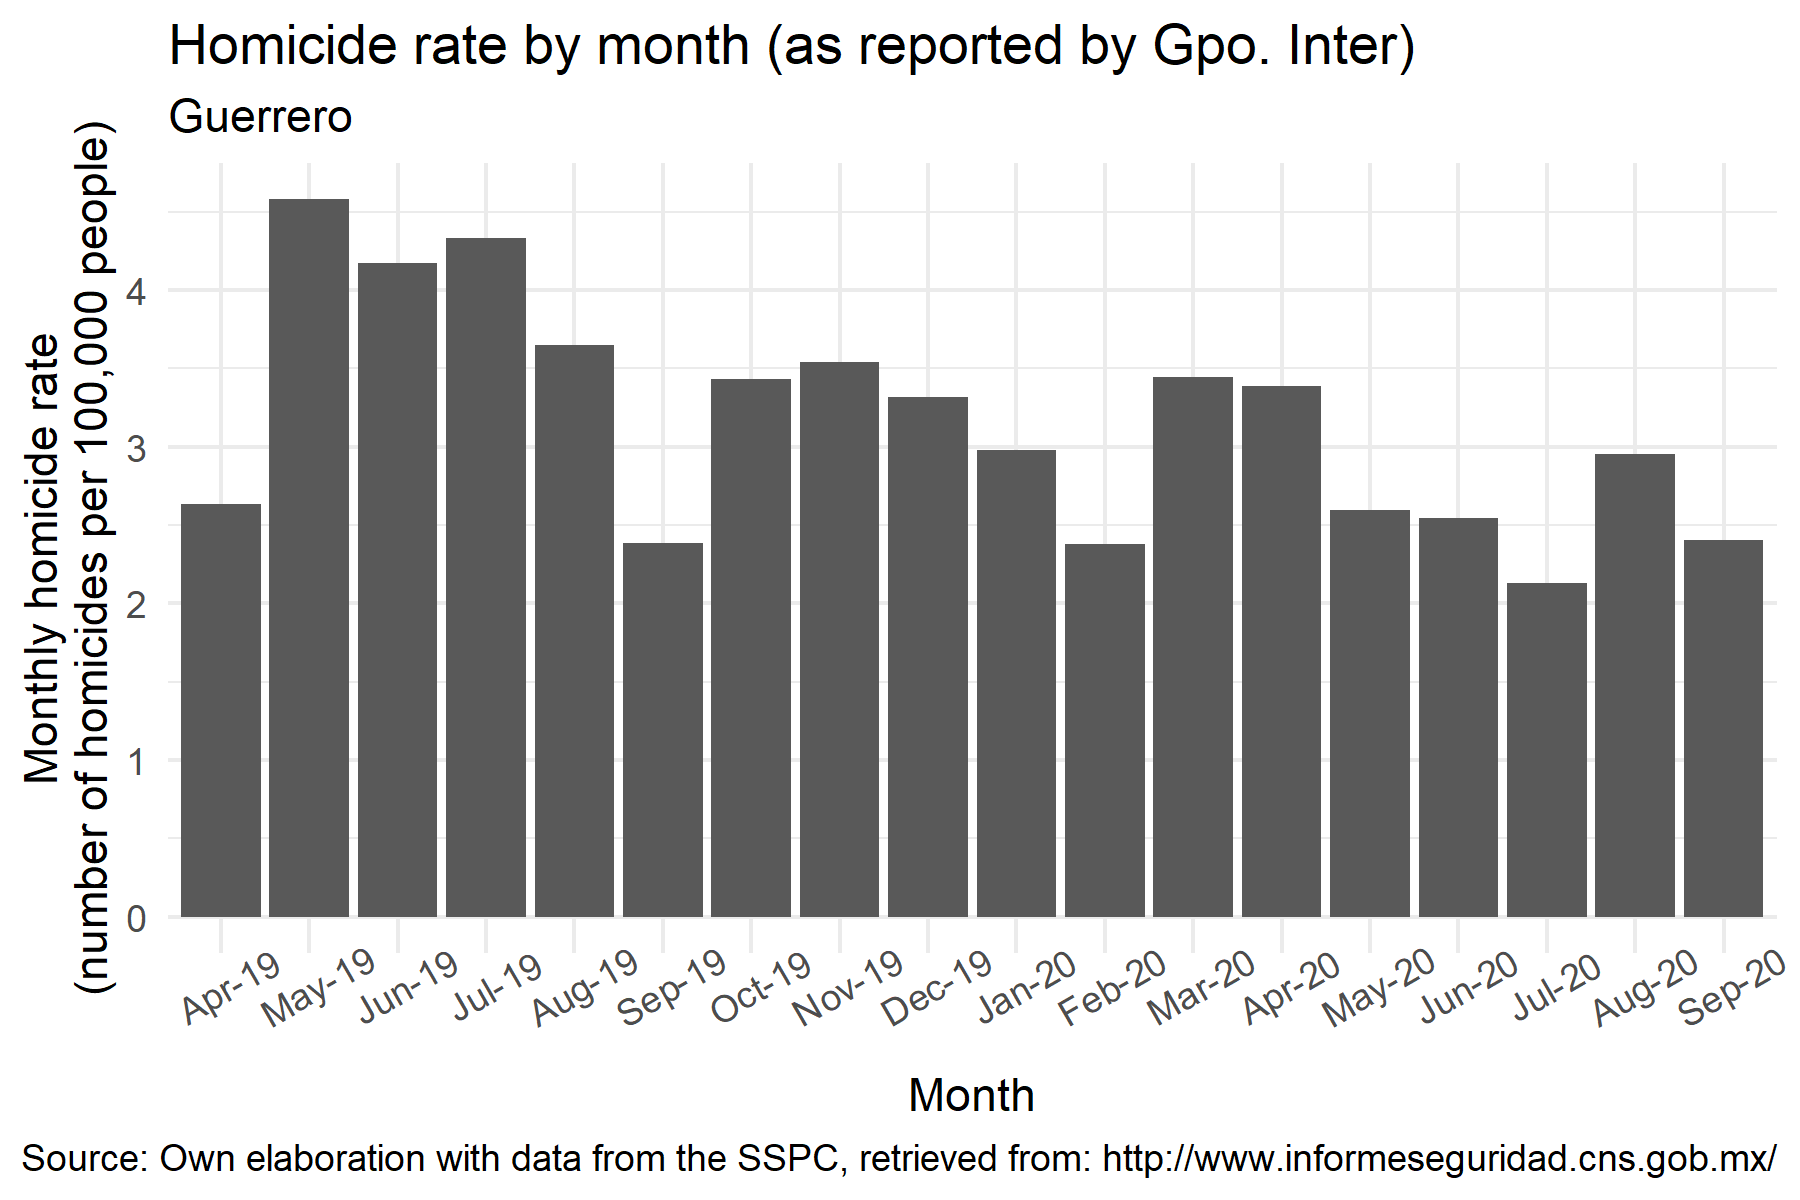 Homicide rate by month (as reported by Gpo. Inter)
Guerrero
Monthly homicide rate
(number of homicides per 100,000 people)
4
3
2
1
0
Apr-19
May-19
Jun-19
Jul-19
Aug-19
Sep-19
Oct-19
Nov-19
Dec-19
Jan-20
Feb-20
Mar-20
Apr-20
May-20
Jun-20
Jul-20
Aug-20
Sep-20
Month
Source: Own elaboration with data from the SSPC, retrieved from: http://www.informeseguridad.cns.gob.mx/